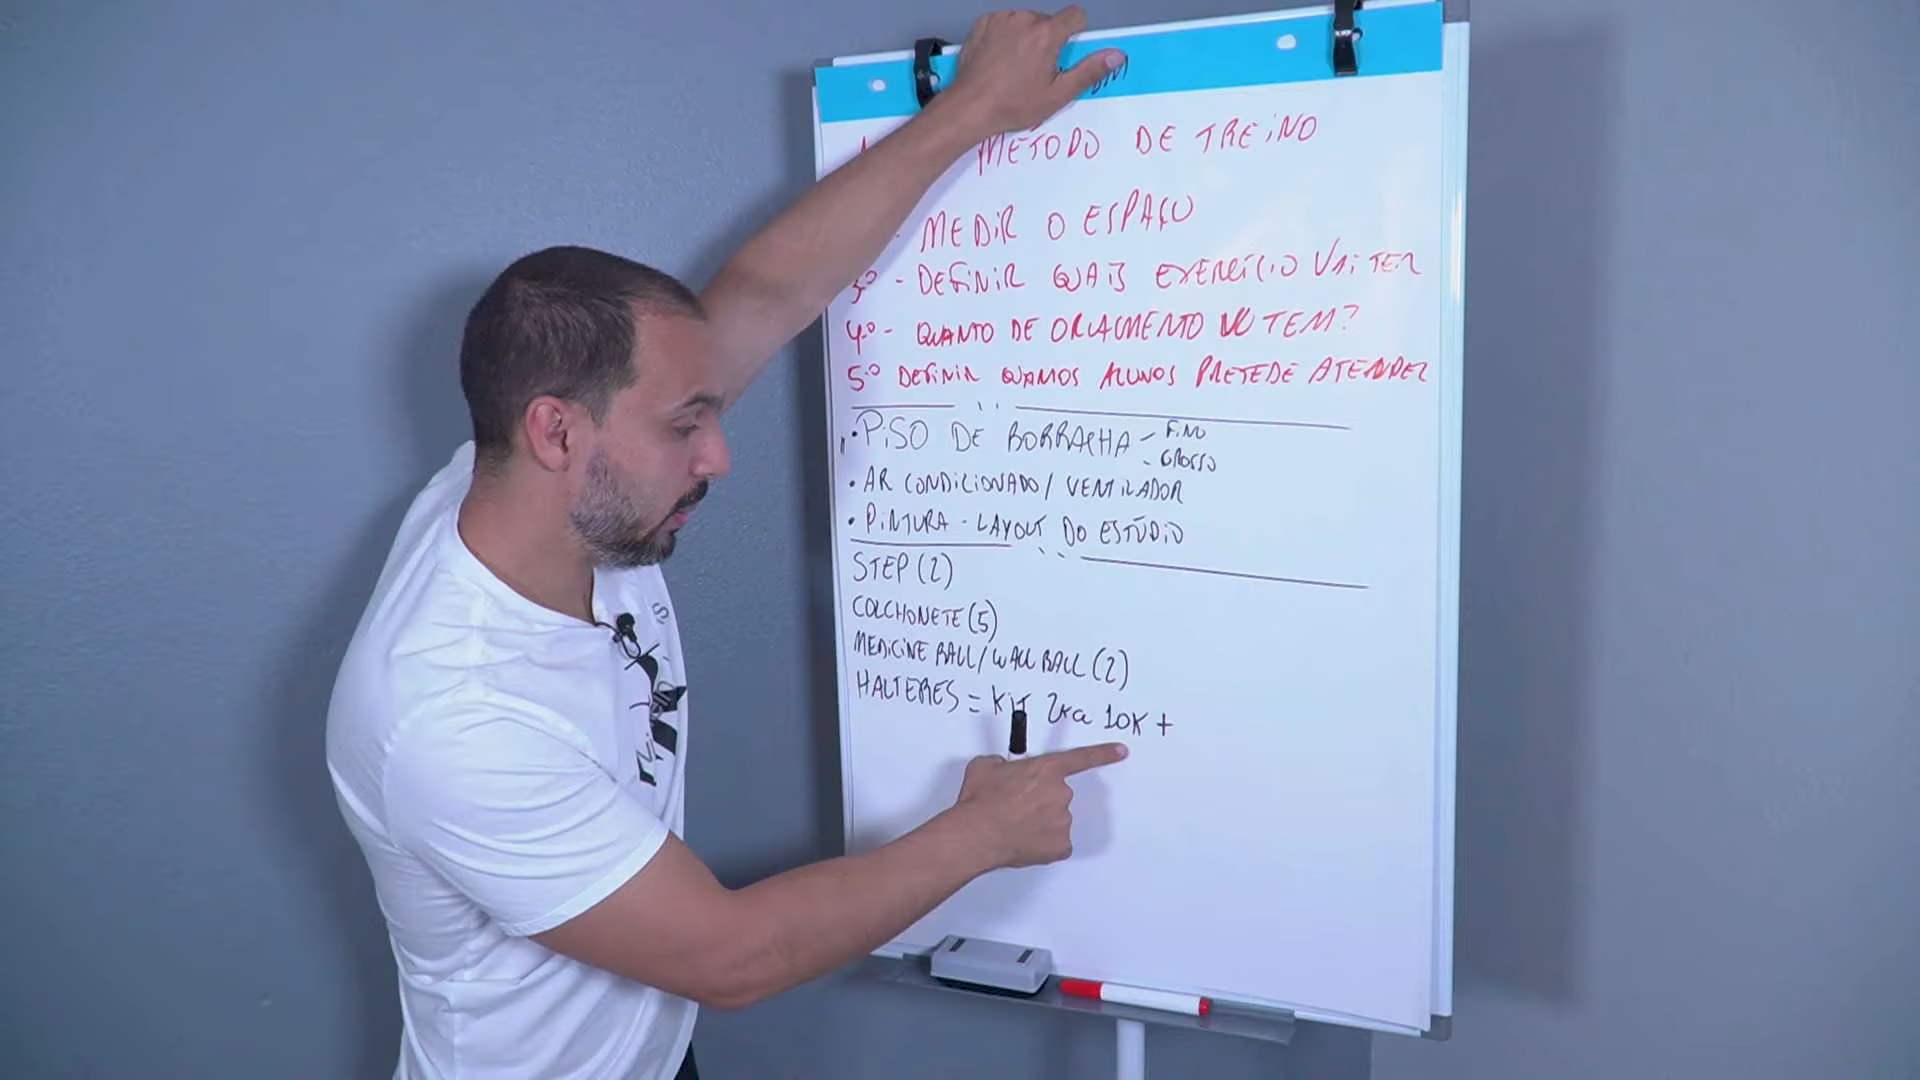 MÉTODO DE TREINO
- MEDIR O ESPAÇO
3º - DEFINIR QUAIS EXERCÍCIO VAI TER
4º - QUANTO DE ORÇAMENTO VC TEM?
5º DEFINIR QUANTOS ALUNOS PRETEDE ATENDER
• PISO DE BORRACHA - FINO
- GROSSO
• AR CONDICIONADO / VENTILADOR
• PINTURA - LAYOUT DO ESTÚDIO
STEP (2)
COLCHONETE (5)
MEDICINE BALL / WALL BALL (2)
HALTERES = KIT 2K a 10K +